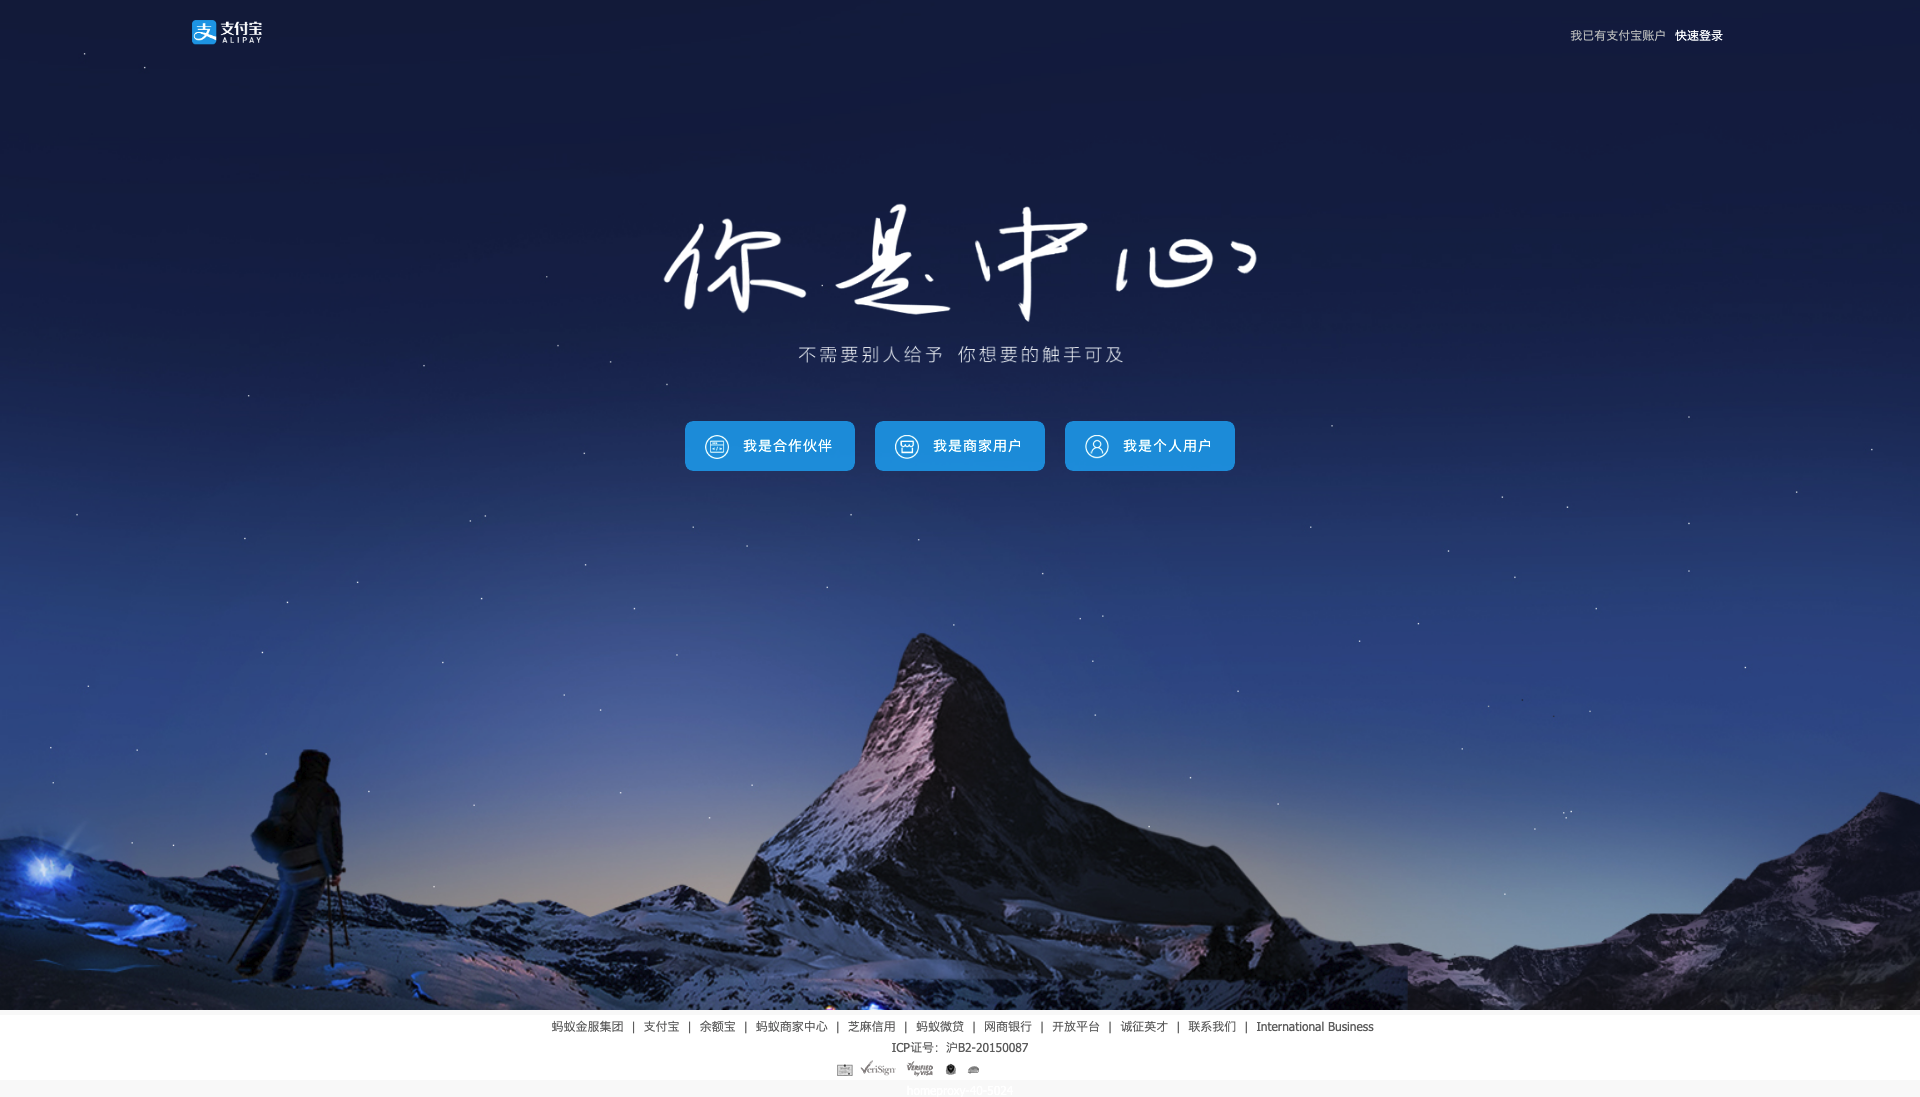 支付宝
ALIPAY
我已有支付宝账户 快速登录
你是中心
不需要别人给予 你想要的触手可及
我是合作伙伴
我是商家用户
我是个人用户
蚂蚁金服集团 | 支付宝 | 余额宝 | 蚂蚁商家中心 | 芝麻信用 | 蚂蚁微贷 | 网商银行 | 开放平台 | 诚征英才 | 联系我们 | International Business
ICP证号：沪B2-20150087
VeriSign
VERIFIED
by VISA